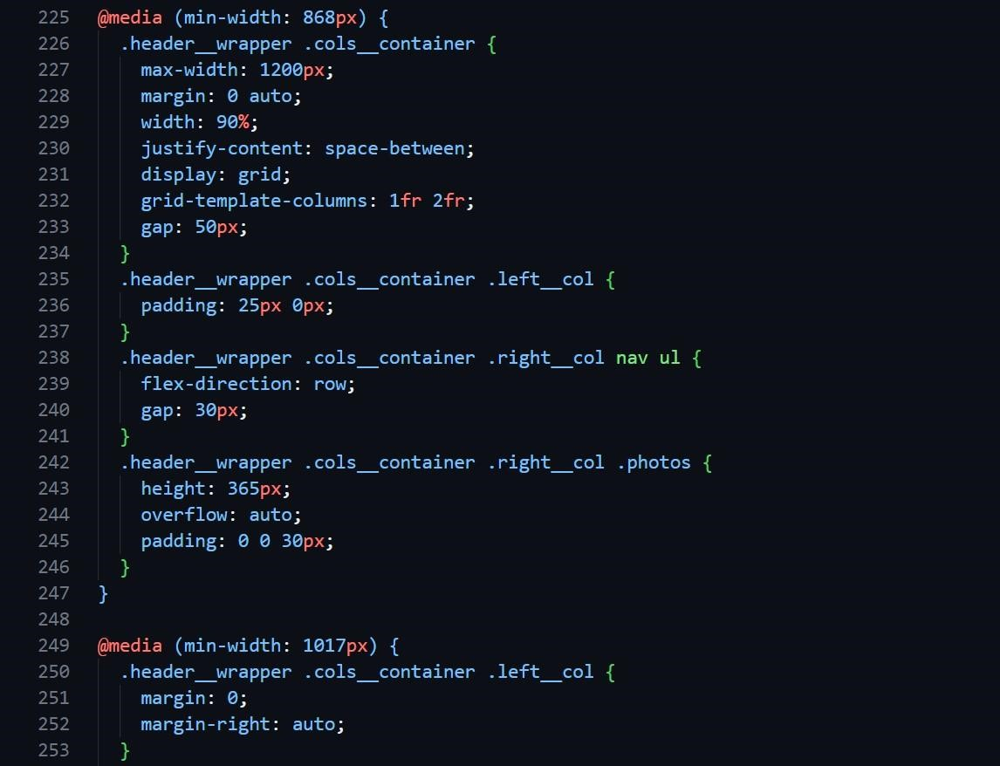 225 @media (min-width: 868px) {
226 .header__wrapper .cols__container {
227 max-width: 1200px;
228 margin: 0 auto;
229 width: 90%;
230 justify-content: space-between;
231 display: grid;
232 grid-template-columns: 1fr 2fr;
233 gap: 50px;
234 }
235 .header__wrapper .cols__container .left__col {
236 padding: 25px 0px;
237 }
238 .header__wrapper .cols__container .right__col nav ul {
239 flex-direction: row;
240 gap: 30px;
241 }
242 .header__wrapper .cols__container .right__col .photos {
243 height: 365px;
244 overflow: auto;
245 padding: 0 0 30px;
246 }
247 }
248
249 @media (min-width: 1017px) {
250 .header__wrapper .cols__container .left__col {
251 margin: 0;
252 margin-right: auto;
253 }